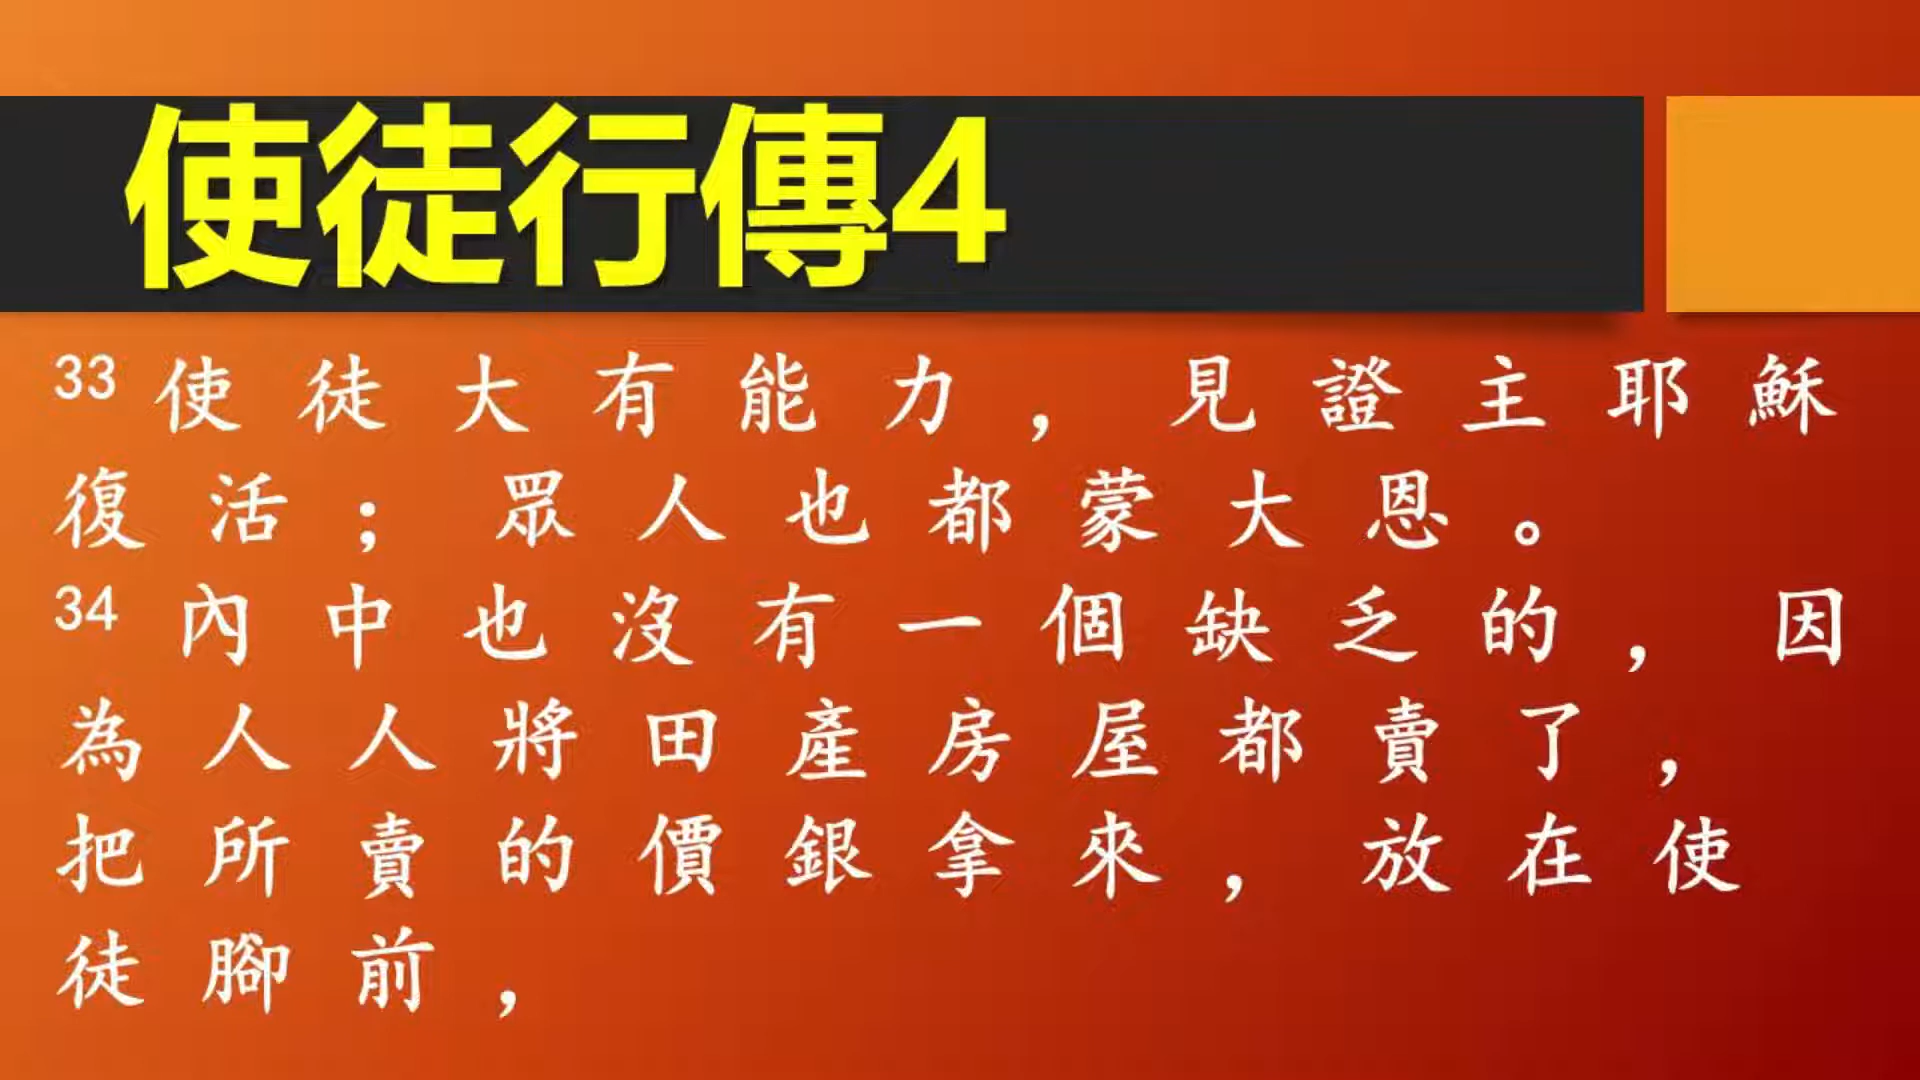 使徒行傳4
33 使徒大有能力，見證主耶穌
復活；眾人也都蒙大恩。
34 內中也沒有一個缺乏的，因
為人人將田產房屋都賣了，
把所賣的價銀拿來，放在使
徒腳前，